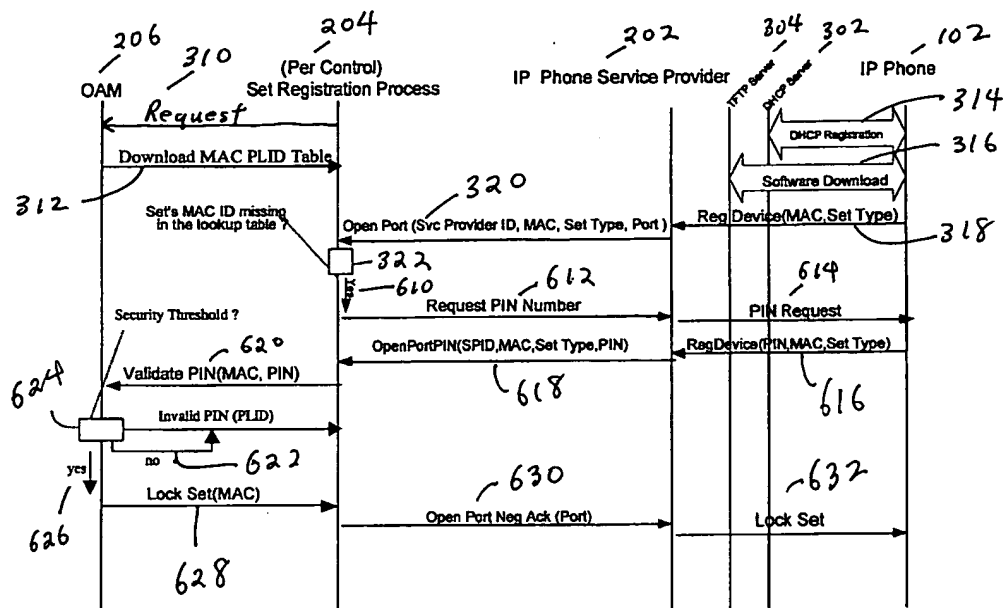 206
310
204
202
304
302
102
OAM
(Per Control)
Set Registration Process
IP Phone Service Provider
TFTP Server
DHCP Server
IP Phone
Request
314
DHCP Registration
Download MAC PLID Table
316
Software Download
312
320
Set's MAC ID missing
in the lookup table ?
Open Port (Svc Provider ID, MAC, Set Type, Port )
Reg Device(MAC,Set Type)
318
322
Yes
610
612
614
Request PIN Number
PIN Request
Security Threshold ?
620
OpenPortPIN(SPID,MAC,Set Type,PIN)
RegDevice(PIN,MAC,Set Type)
Validate PIN(MAC, PIN)
618
616
624
Invalid PIN (PLID)
no
622
yes
626
630
632
Lock Set(MAC)
Open Port Neg Ack (Port)
Lock Set
628